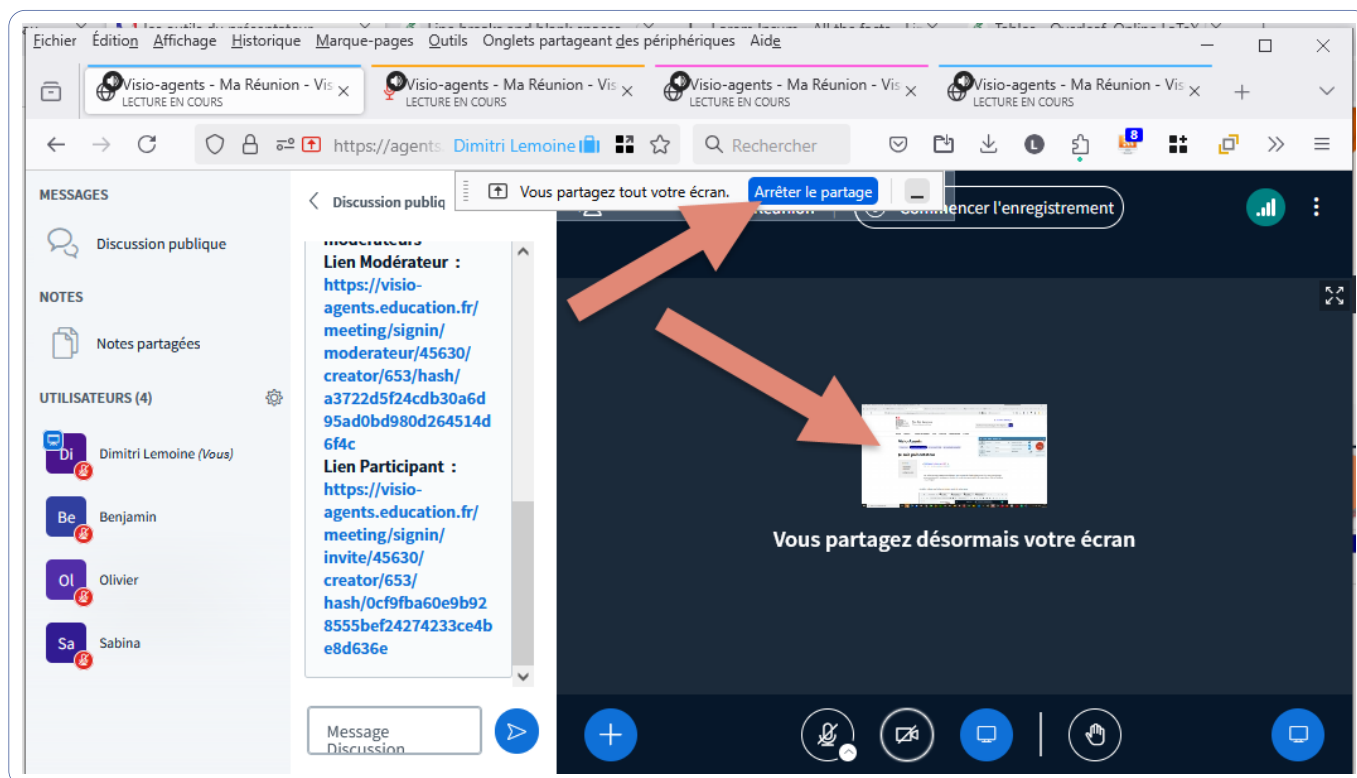 Fichier Édition Affichage Historique Marque-pages Outils Onglets partageant des périphériques Aide
Visio-agents - Ma Réunion - Vis
LECTURE EN COURS
Visio-agents - Ma Réunion - Vis
LECTURE EN COURS
Visio-agents - Ma Réunion - Vis
LECTURE EN COURS
Visio-agents - Ma Réunion - Vis
LECTURE EN COURS
https://agents. Dimitri Lemoine
Rechercher
L
8
Vous partagez tout votre écran. Arrêter le partage
MESSAGES
Discussion publique
NOTES
Notes partagées
UTILISATEURS (4)
Di
Dimitri Lemoine (Vous)
Be
Benjamin
Ol
Olivier
Sa
Sabina
Discussion publiq
modérateurs
Lien Modérateur :
https://visio-
agents.education.fr/
meeting/signin/
moderateur/45630/
creator/653/hash/
a3722d5f24cdb30a6d
95ad0bd980d264514d
6f4c
Lien Participant :
https://visio-
agents.education.fr/
meeting/signin/
invite/45630/
creator/653/
hash/0cf9fba60e9b92
8555bef24274233ce4b
e8d636e
Message
Discussion
Réunion
Commencer l'enregistrement
Vous partagez désormais votre écran